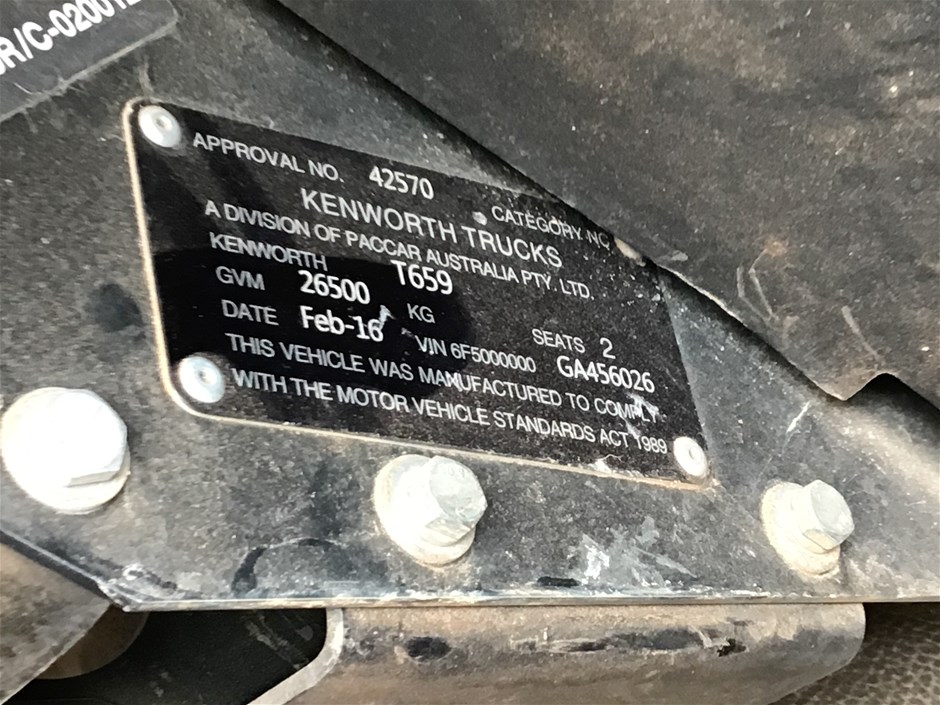 APPROVAL NO. 42570 CATEGORY NC
KENWORTH TRUCKS
A DIVISION OF PACCAR AUSTRALIA PTY. LTD.
KENWORTH T659
GVM 26500 KG SEATS 2
DATE Feb-16 VIN 6F5000000 GA456026
THIS VEHICLE WAS MANUFACTURED TO COMPLY
WITH THE MOTOR VEHICLE STANDARDS ACT 1989